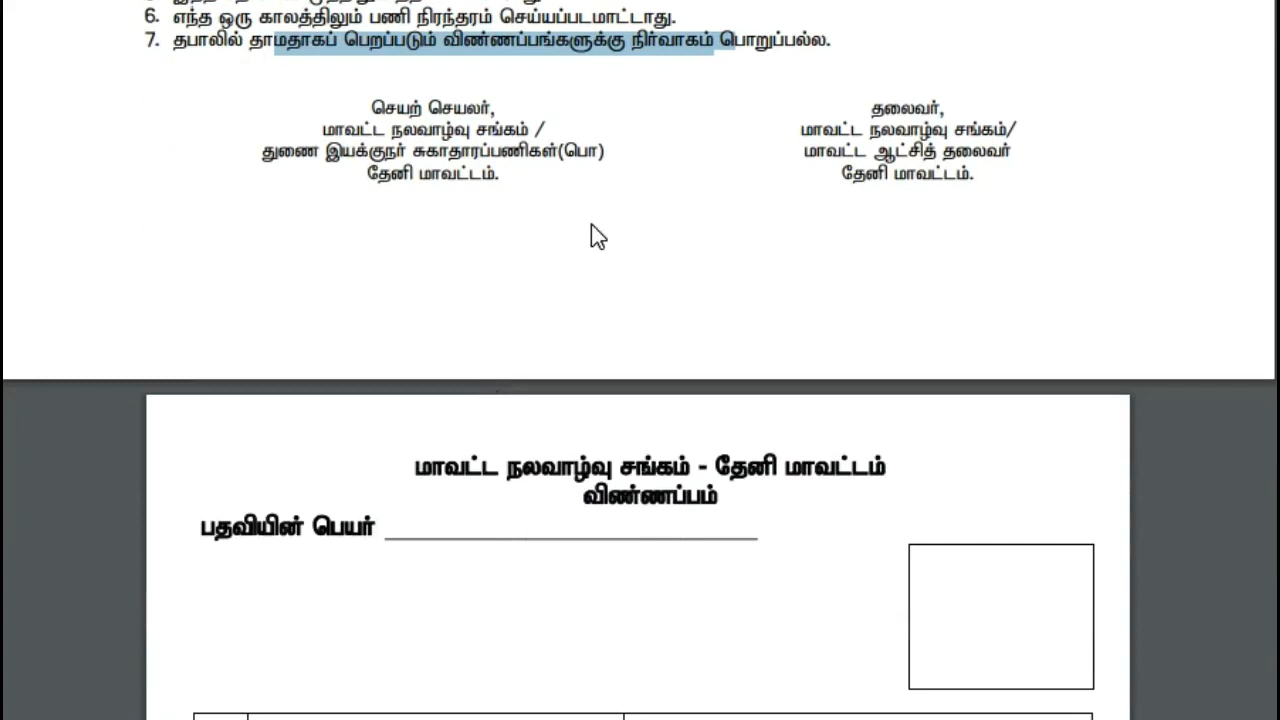 6. எந்த ஒரு காலத்திலும் பணி நிரந்தரம் செய்யப்படமாட்டாது.
7. தபாலில் தாமதாகப் பெறப்படும் விண்ணப்பங்களுக்கு நிர்வாகம் பொறுப்பல்ல.
செயற் செயலர்,
மாவட்ட நலவாழ்வு சங்கம் /
துணை இயக்குநர் சுகாதாரப்பணிகள்(பொ)
தேனி மாவட்டம்.
தலைவர்,
மாவட்ட நலவாழ்வு சங்கம்/
மாவட்ட ஆட்சித் தலைவர்
தேனி மாவட்டம்.
மாவட்ட நலவாழ்வு சங்கம் - தேனி மாவட்டம்
விண்ணப்பம்
பதவியின் பெயர்